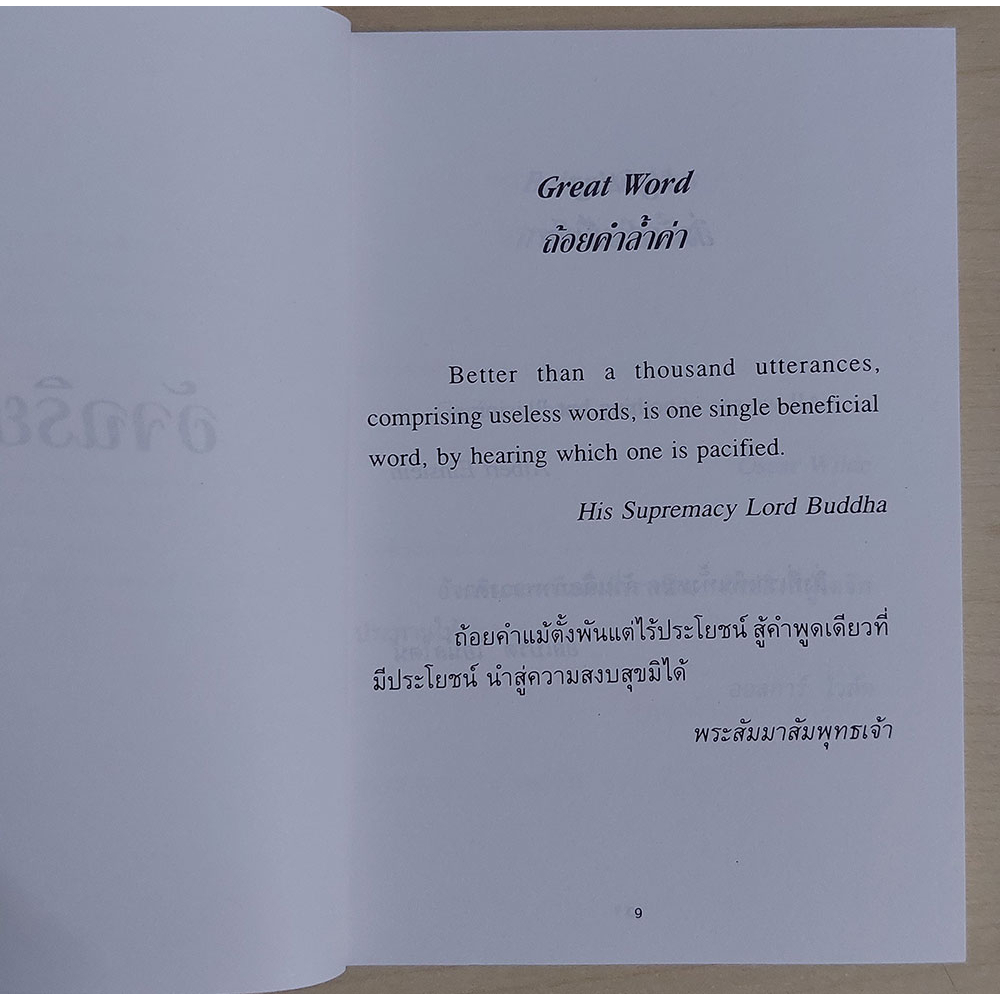 Great Word
ถ้อยคำล้ำค่า
Better than a thousand utterances,
comprising useless words, is one single beneficial
word, by hearing which one is pacified.
His Supremacy Lord Buddha
ถ้อยคำแม้ตั้งพันแต่ไร้ประโยชน์ สู้คำพูดเดียวที่
มีประโยชน์ นำสู่ความสงบสุขมิได้
พระสัมมาสัมพุทธเจ้า
9